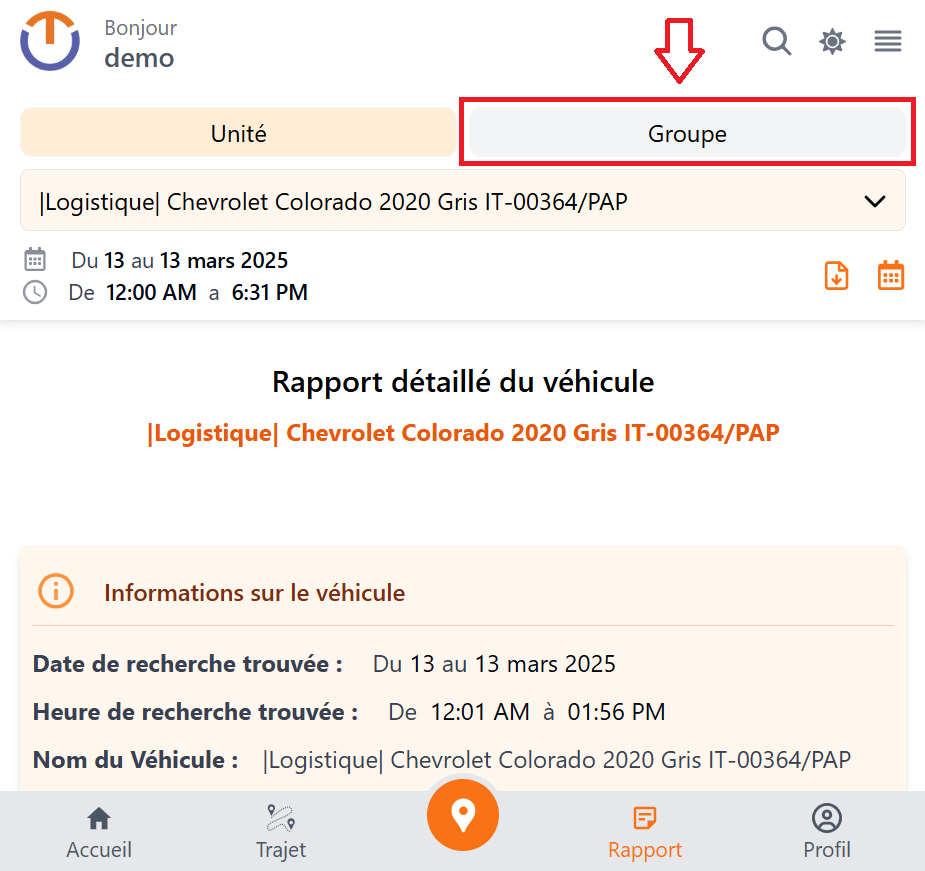 Bonjour
demo
Unité
Groupe
|Logistique| Chevrolet Colorado 2020 Gris IT-00364/PAP
Du 13 au 13 mars 2025
De 12:00 AM a 6:31 PM
Rapport détaillé du véhicule
|Logistique| Chevrolet Colorado 2020 Gris IT-00364/PAP
Informations sur le véhicule
Date de recherche trouvée : Du 13 au 13 mars 2025
Heure de recherche trouvée : De 12:01 AM à 01:56 PM
Nom du Véhicule : |Logistique| Chevrolet Colorado 2020 Gris IT-00364/PAP
Accueil
Trajet
Rapport
Profil